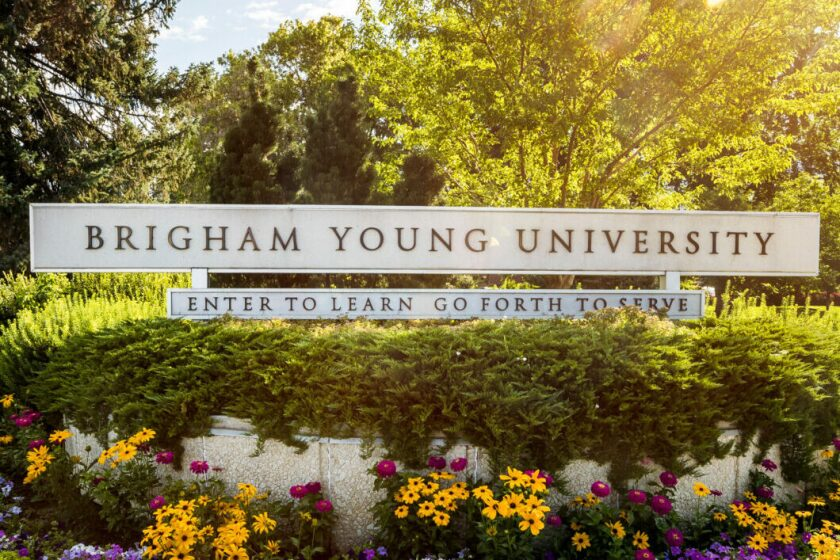 BRIGHAM YOUNG UNIVERSITY
ENTER TO LEARN GO FORTH TO SERVE